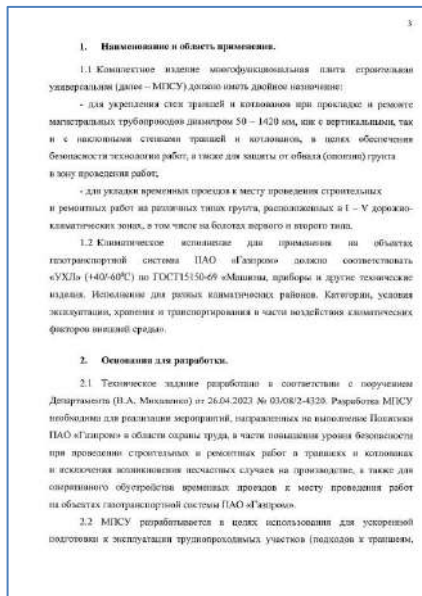 3
1. Наименование и область применения.
1.1 Комплектное изделие многофункциональная плита строительная
универсальная (далее – МПСУ) должно иметь двойное назначение:
- для укрепления стен траншей и котлованов при прокладке и ремонте
магистральных трубопроводов диаметром 50 – 1420 мм, как с вертикальными, так
и с наклонными стенками траншей и котлованов, в целях обеспечения
безопасности технологии работ, а также для защиты от обвала (оползня) грунта
в зону проведения работ;
- для укладки временных проездов к месту проведения строительных
и ремонтных работ на различных типах грунта, расположенных в I – V дорожно-
климатических зонах, в том числе на болотах первого и второго типа.
1.2 Климатическое исполнение для применения на объектах
газотранспортной системы ПАО «Газпром» должно соответствовать
«УХЛ» (+40/-60⁰С) по ГОСТ15150-69 «Машины, приборы и другие технические
изделия. Исполнения для разных климатических районов. Категории, условия
эксплуатации, хранения и транспортирования в части воздействия климатических
факторов внешней среды».
2. Основания для разработки.
2.1 Техническое задание разработано в соответствии с поручением
Департамента (В.А. Михаленко) от 26.04.2023 № 03/08/2-4320. Разработка МПСУ
необходима для реализации мероприятий, направленных на выполнение Политики
ПАО «Газпром» в области охраны труда, в части повышения уровня безопасности
при проведении строительных и ремонтных работ в траншеях и котлованах
и исключения возникновения несчастных случаев на производстве, а также для
оперативного обустройства временных проездов к месту проведения работ
на объектах газотранспортной системы ПАО «Газпром».
2.2 МПСУ разрабатывается в целях использования для ускоренной
подготовки к эксплуатации труднопроходимых участков (подходов к траншеям,